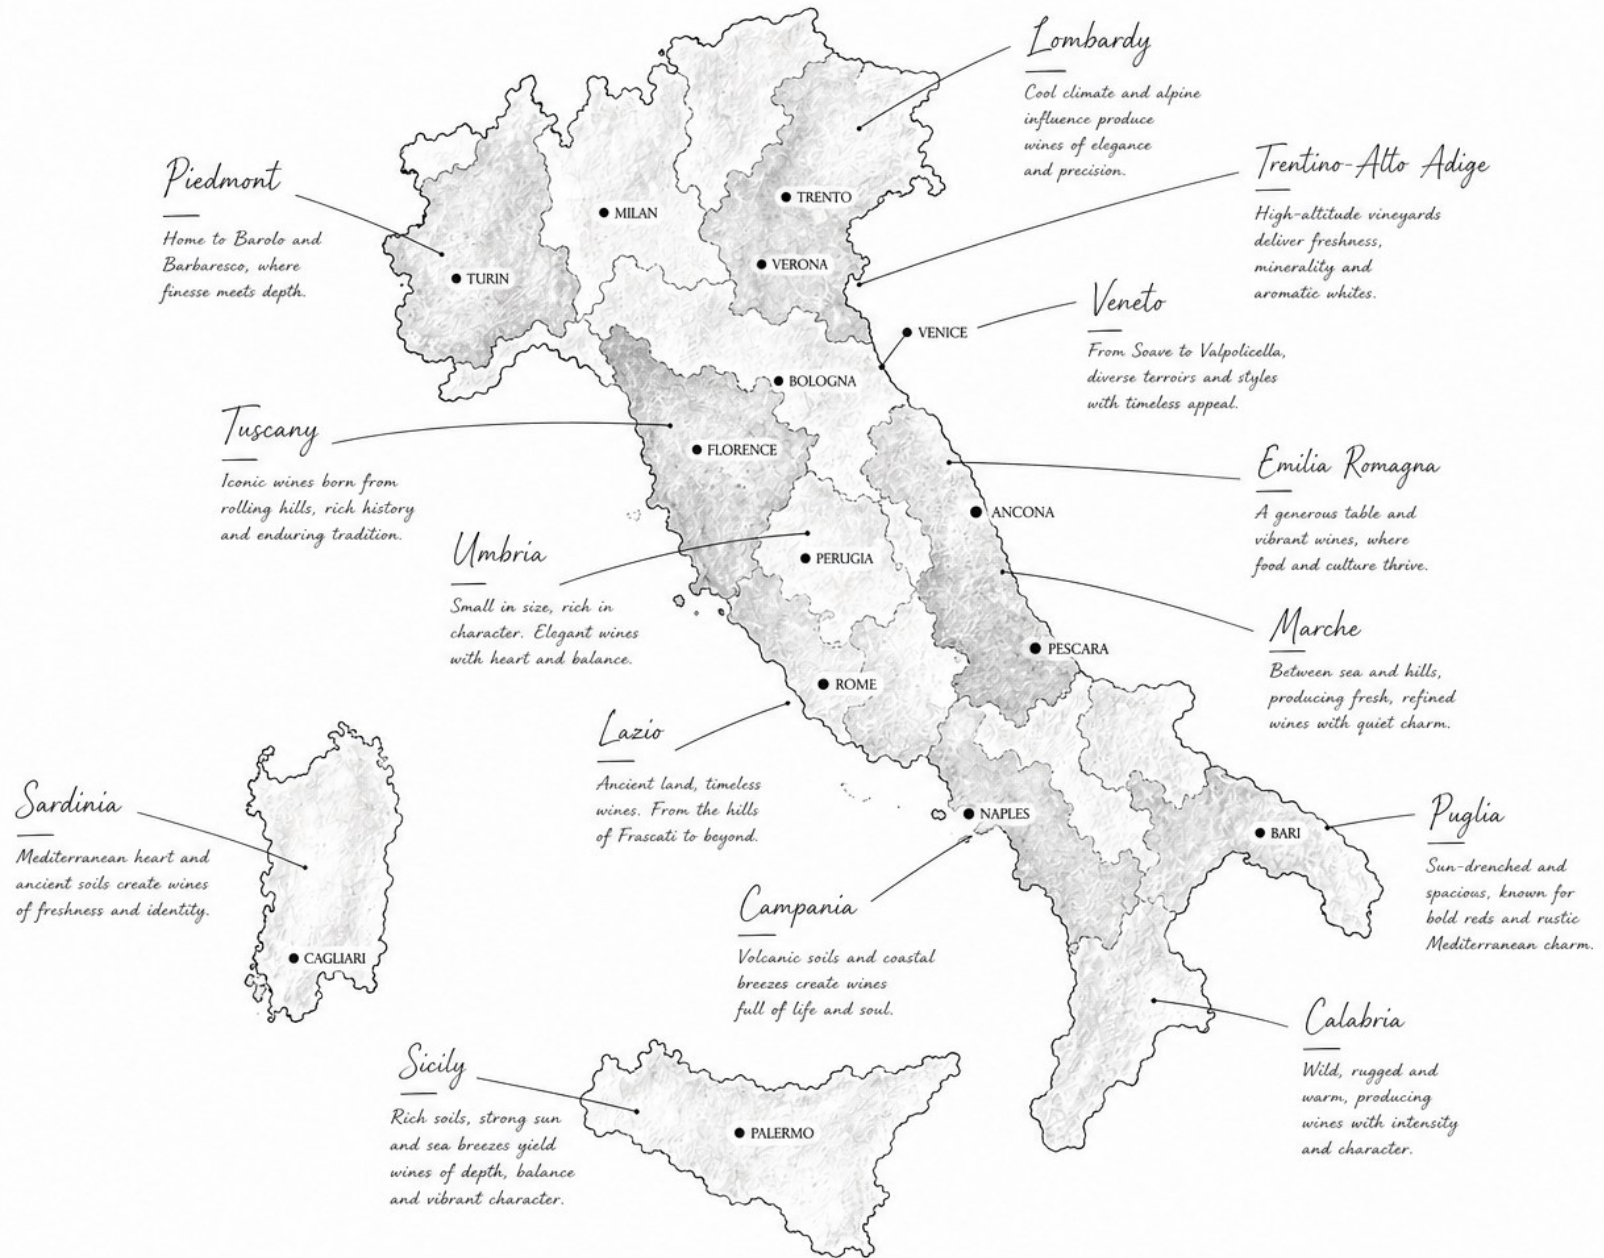 Lombardy
Cool climate and alpine
influence produce
wines of elegance
and precision.
Trentino-Alto Adige
High-altitude vineyards
deliver freshness,
minerality and
aromatic whites.
Piedmont
Home to Barolo and
Barbaresco, where
finesse meets depth.
TRENTO
MILAN
VERONA
TURIN
Veneto
From Soave to Valpolicella,
diverse terroirs and styles
with timeless appeal.
VENICE
BOLOGNA
Tuscany
Iconic wines born from
rolling hills, rich history
and enduring tradition.
FLORENCE
Emilia Romagna
A generous table and
vibrant wines, where
food and culture thrive.
ANCONA
Umbria
Small in size, rich in
character. Elegant wines
with heart and balance.
PERUGIA
Marche
Between sea and hills,
producing fresh, refined
wines with quiet charm.
PESCARA
ROME
Lazio
Ancient land, timeless
wines. From the hills
of Frascati to beyond.
Sardinia
Mediterranean heart and
ancient soils create wines
of freshness and identity.
CAGLIARI
NAPLES
BARI
Puglia
Sun-drenched and
spacious, known for
bold reds and rustic
Mediterranean charm.
Campania
Volcanic soils and coastal
breezes create wines
full of life and soul.
Calabria
Wild, rugged and
warm, producing
wines with intensity
and character.
Sicily
Rich soils, strong sun
and sea breezes yield
wines of depth, balance
and vibrant character.
PALERMO